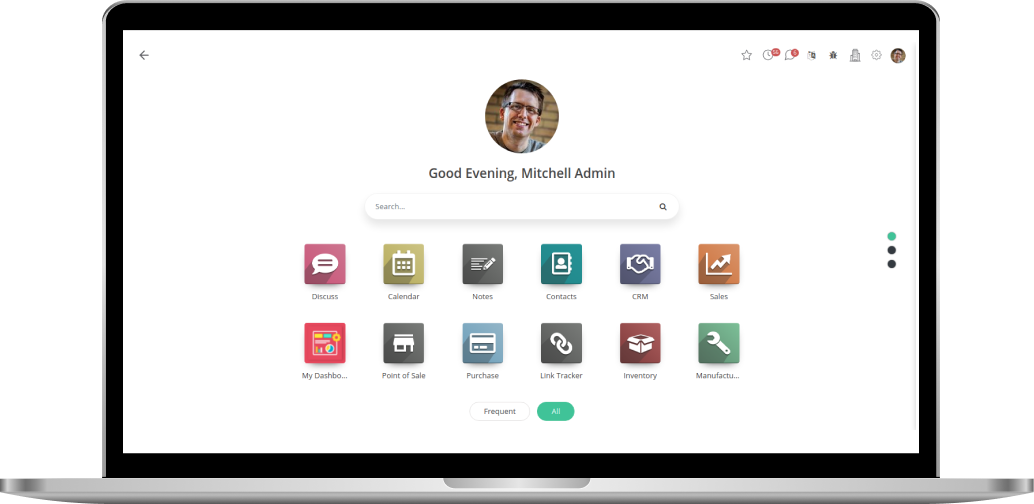 Good Evening, Mitchell Admin
Search...
Discuss
Calendar
Notes
Contacts
CRM
Sales
My Dashbo...
Point of Sale
Purchase
Link Tracker
Inventory
Manufactu...
Frequent
All